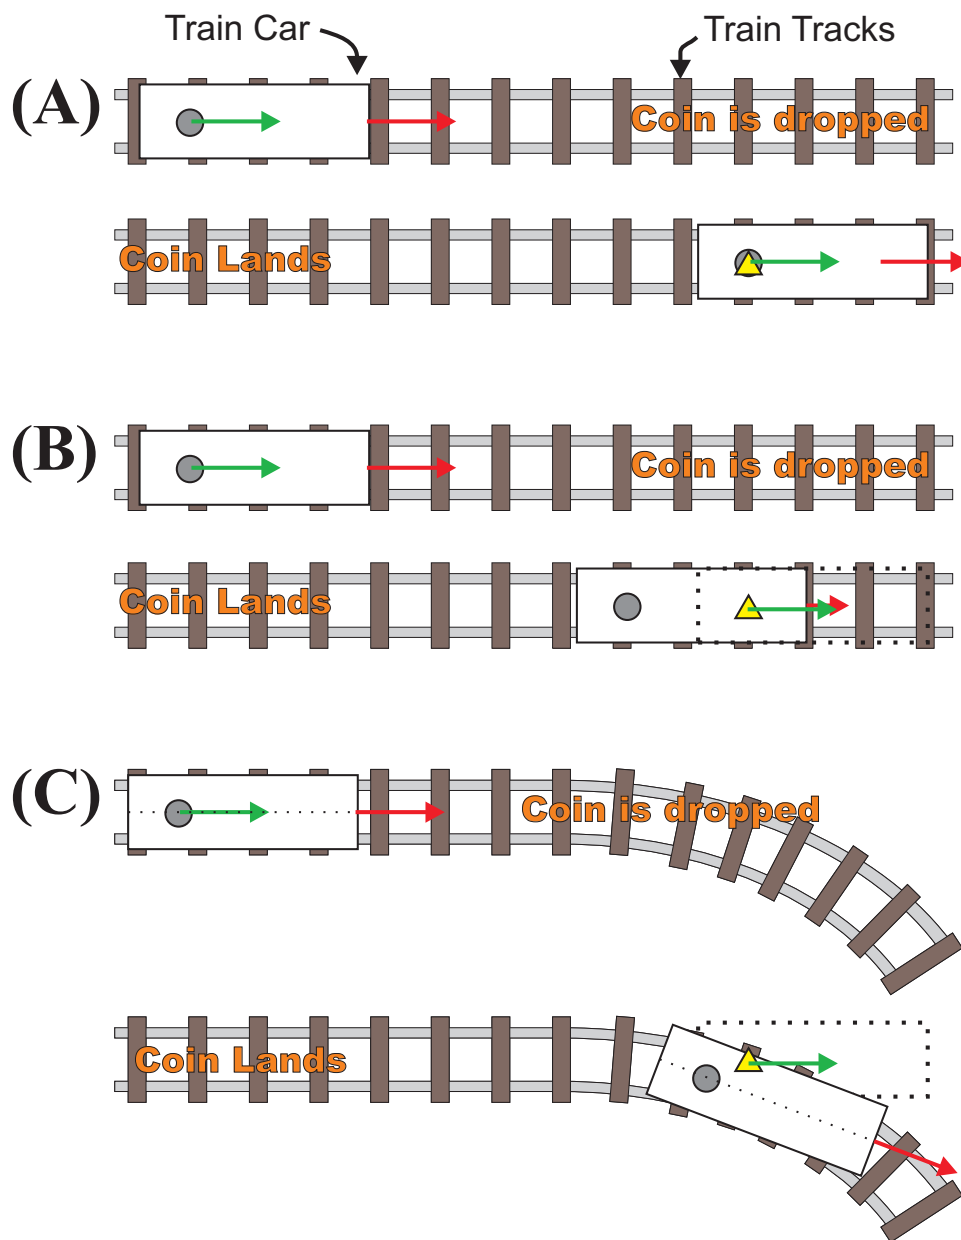 Train Car
Train Tracks
(A)
Coin is dropped
Coin Lands
(B)
Coin is dropped
Coin Lands
(C)
Coin is dropped
Coin Lands